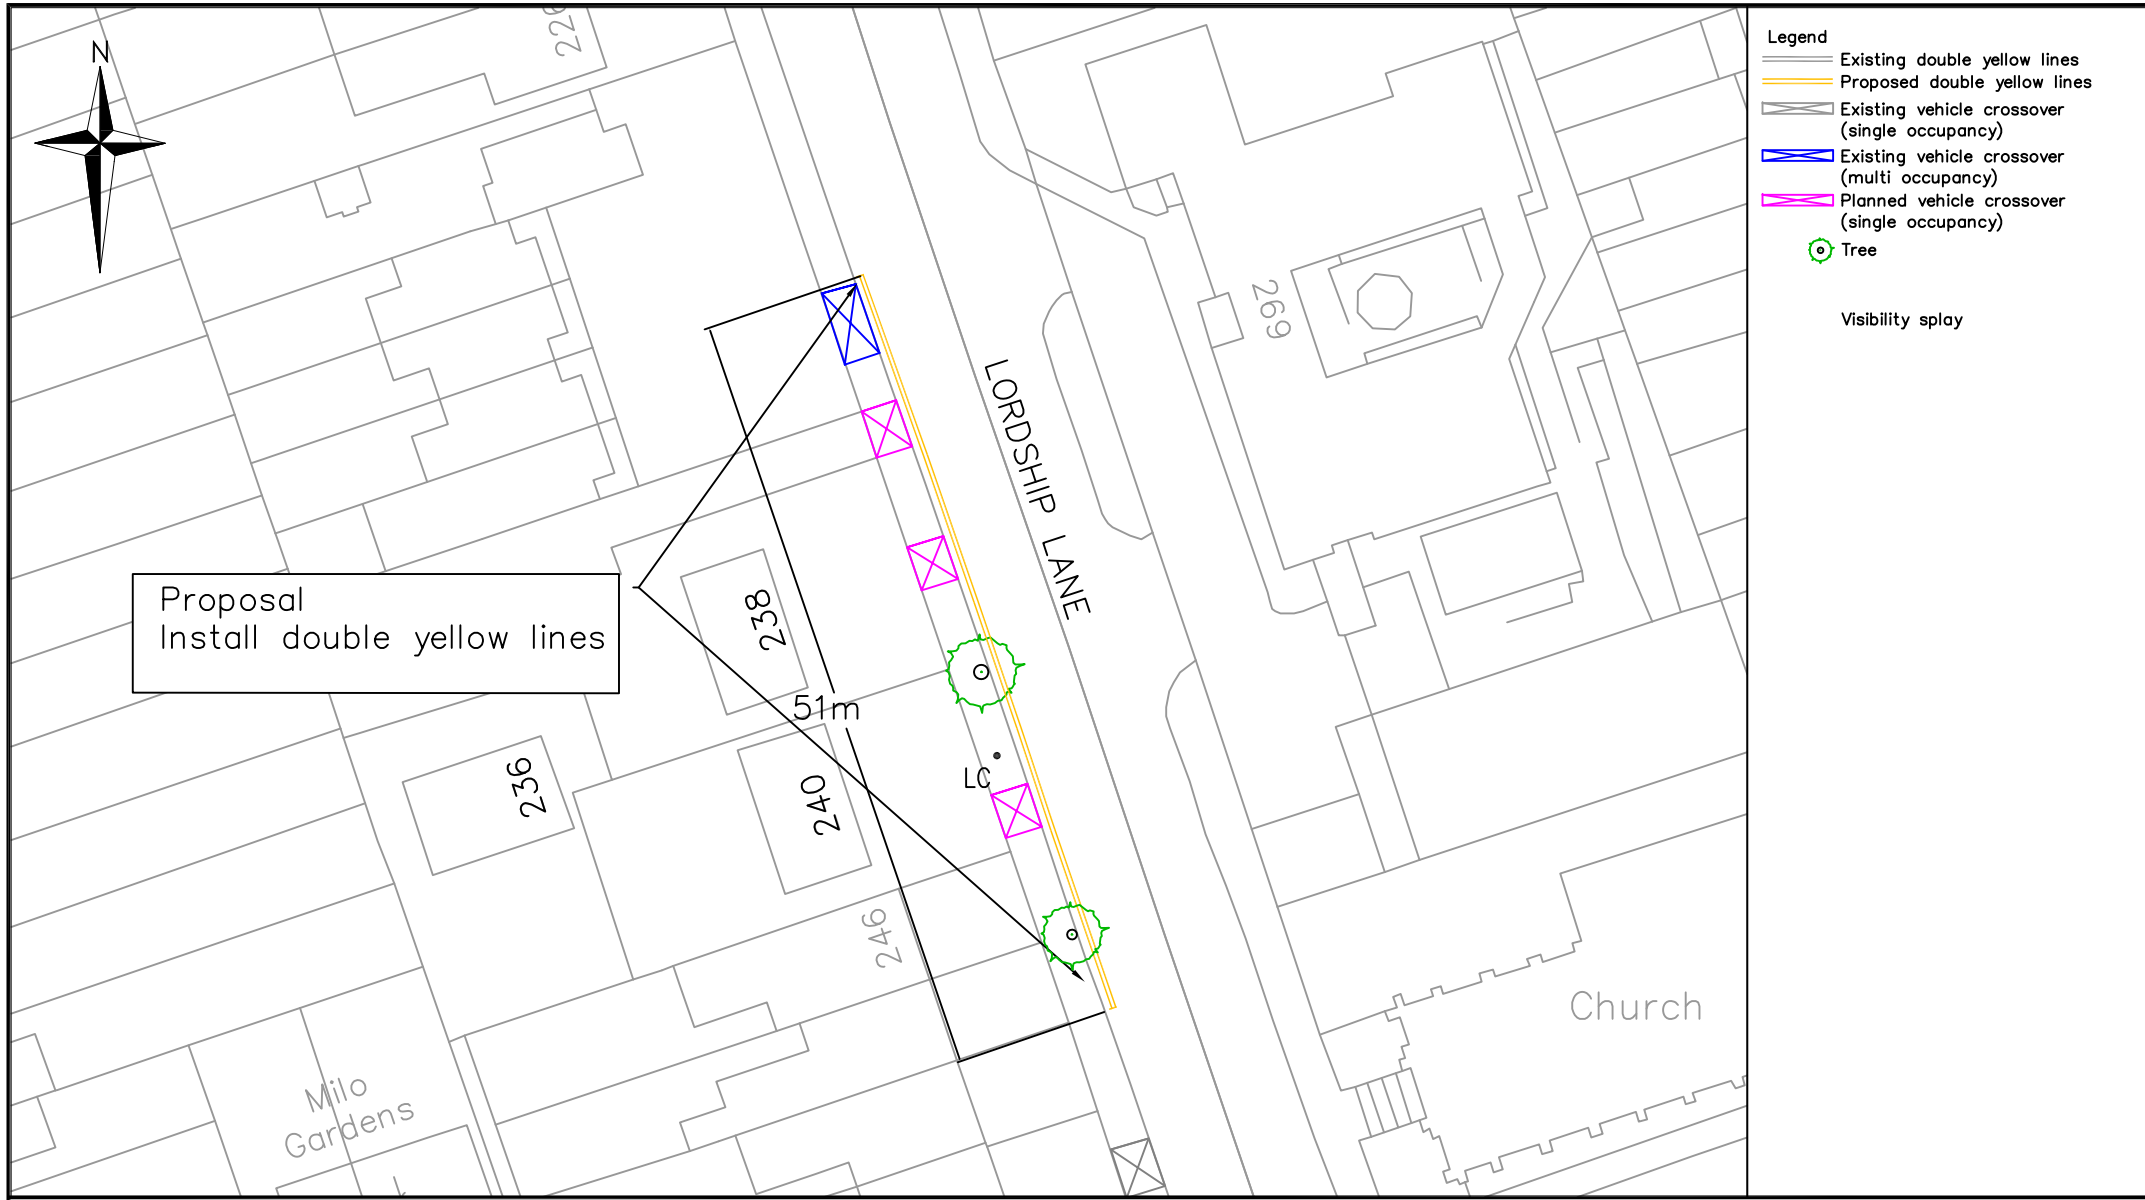 N
226
Proposal
Install double yellow lines
238
51m
236
240
LC
246
LORDSHIP LANE
269
Church
Milo
Gardens
Legend
Existing double yellow lines
Proposed double yellow lines
Existing vehicle crossover
(single occupancy)
Existing vehicle crossover
(multi occupancy)
Planned vehicle crossover
(single occupancy)
Tree
Visibility splay